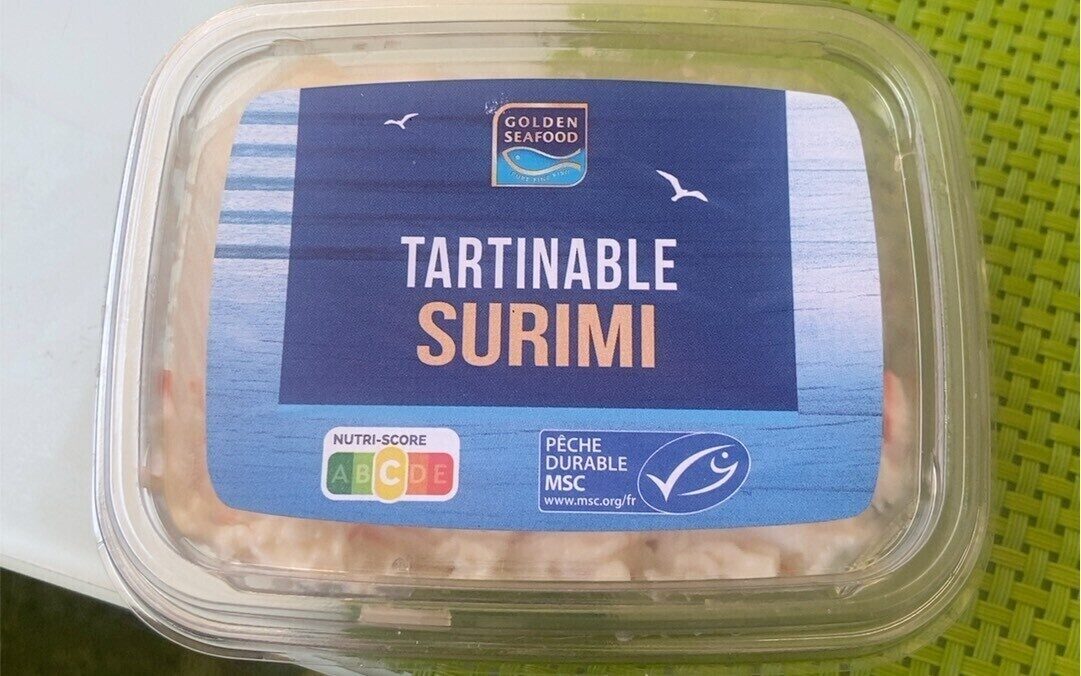 GOLDEN
SEAFOOD
TARTINABLE
SURIMI
NUTRI-SCORE
A B C D E
PÊCHE
DURABLE
MSC
www.msc.org/fr